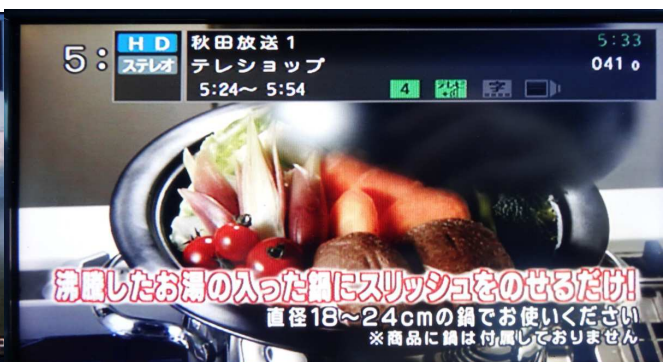 5:
HD
ステレオ
秋田放送1
テレショップ
5:24～ 5:54
5:33
041 0
4
字
沸騰したお湯の入った鍋にスリッシュをのせるだけ!
直径18～24cmの鍋でお使いください
※商品に鍋は付属しておりません